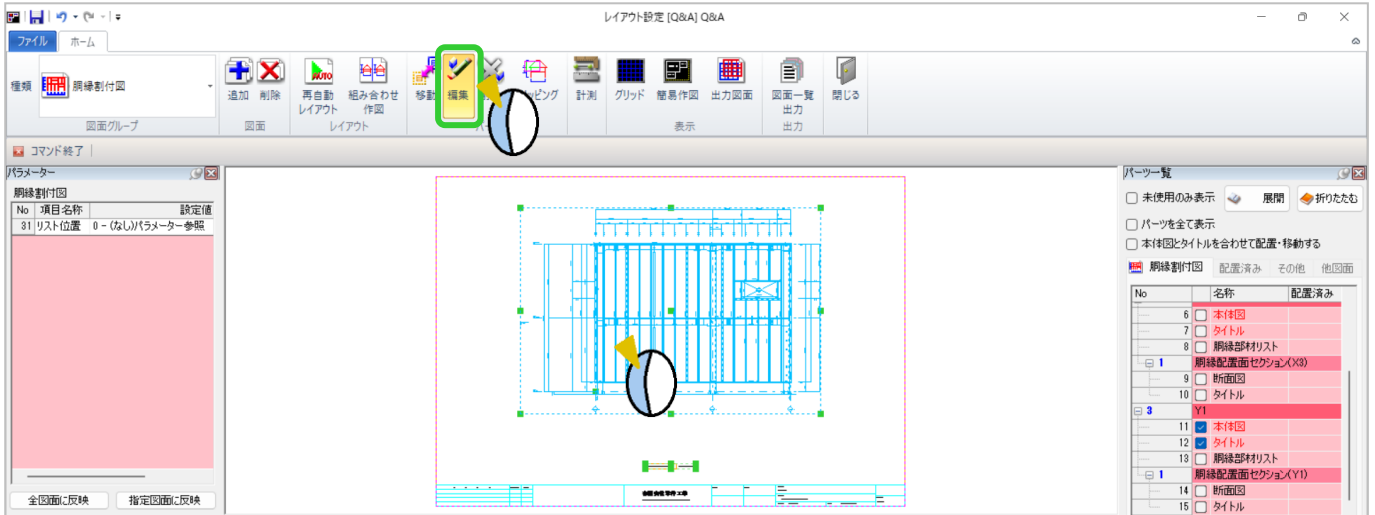 レイアウト設定 [Q&A] Q&A
ファイル ホーム
種類 胴縁割付図
追加 削除 再自動 組み合わせ 移動 編集 計測 グリッド 簡易作図 出力図面 図面一覧 閉じる
レイアウト 作図 出力
図面グループ 図面 レイアウト 表示 出力
コマンド終了
パラメーター
胴縁割付図
No 項目名称 設定値
31 リスト位置 0 - (なし)パラメーター参照
全図面に反映 指定図面に反映
パーツ一覧
未使用のみ表示 展開 折りたたむ
パーツを全て表示
本体図とタイトルを合わせて配置・移動する
胴縁割付図 配置済み その他 他図面
No 名称 配置済み
6 本体図
7 タイトル
8 胴縁部材リスト
1 胴縁配置面セクション(X3)
9 断面図
10 タイトル
3 Y1
11 本体図
12 タイトル
13 胴縁部材リスト
1 胴縁配置面セクション(Y1)
14 断面図
15 タイトル